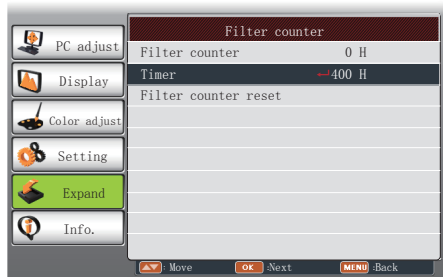 PC adjust
Display
Color adjust
Setting
Expand
Info.
Filter counter
Filter counter 0 H
Timer 400 H
Filter counter reset
: Move OK :Next MENU :Back